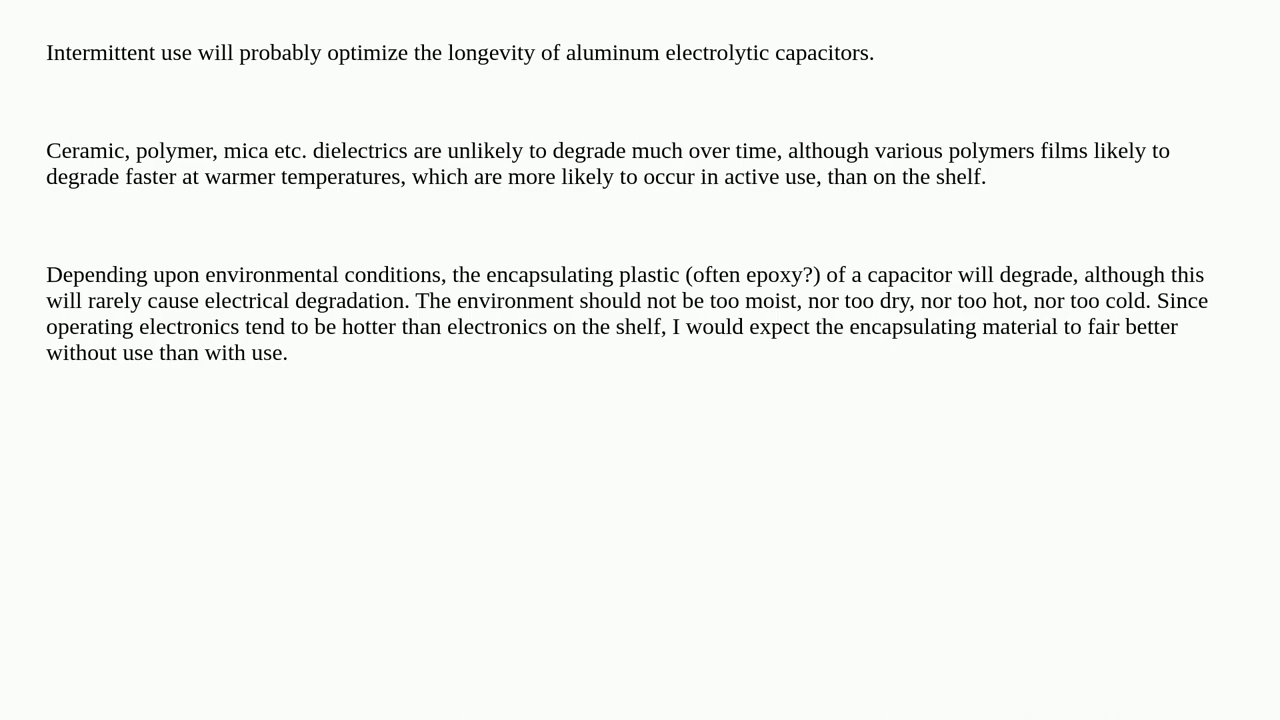 Intermittent use will probably optimize the longevity of aluminum electrolytic capacitors.
Ceramic, polymer, mica etc. dielectrics are unlikely to degrade much over time, although various polymers films likely to
degrade faster at warmer temperatures, which are more likely to occur in active use, than on the shelf.
Depending upon environmental conditions, the encapsulating plastic (often epoxy?) of a capacitor will degrade, although this
will rarely cause electrical degradation. The environment should not be too moist, nor too dry, nor too hot, nor too cold. Since
operating electronics tend to be hotter than electronics on the shelf, I would expect the encapsulating material to fair better
without use than with use.